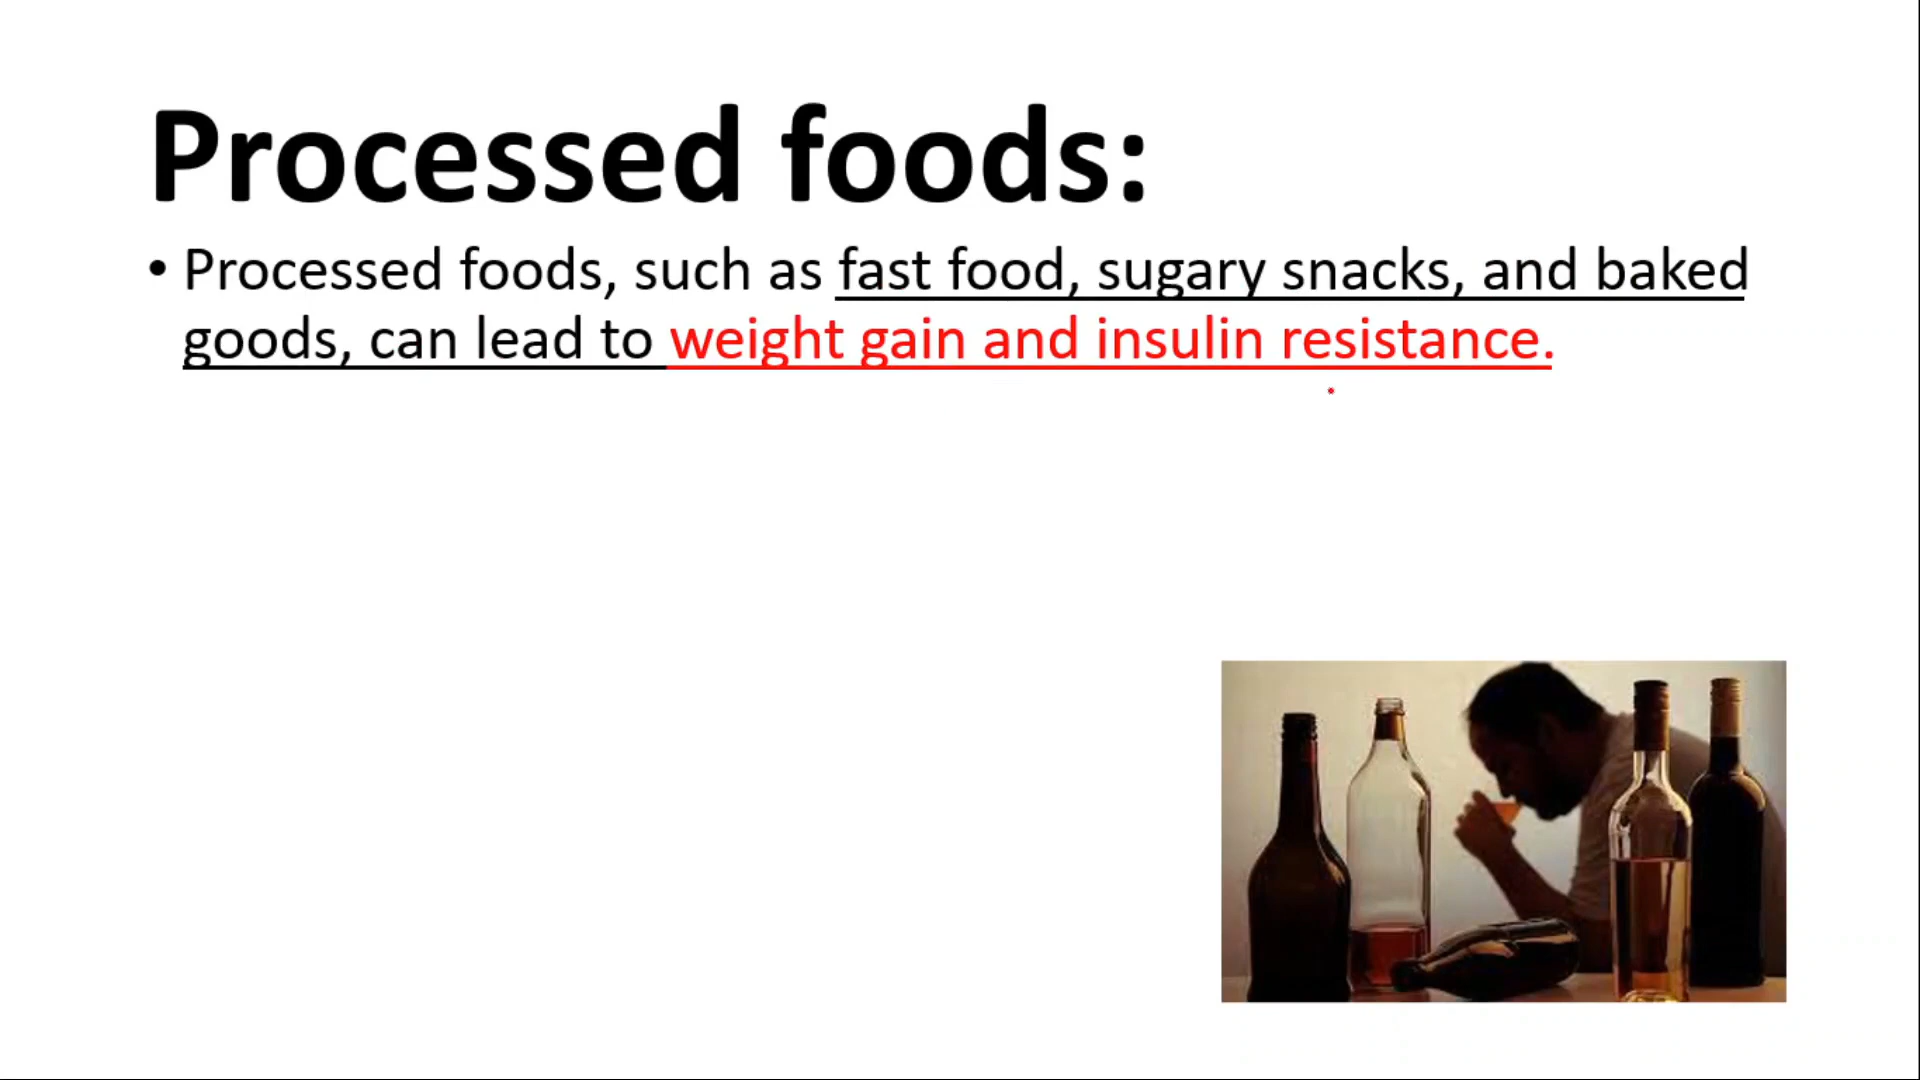 Processed foods:
• Processed foods, such as fast food, sugary snacks, and baked
goods, can lead to weight gain and insulin resistance.